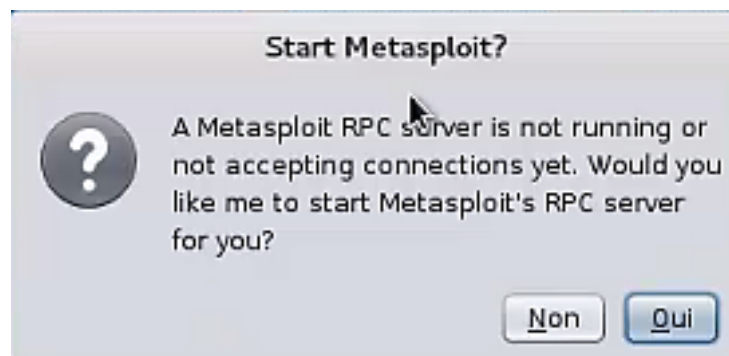 Start Metasploit?
A Metasploit RPC server is not running or
not accepting connections yet. Would you
like me to start Metasploit's RPC server
for you?
Non
Oui